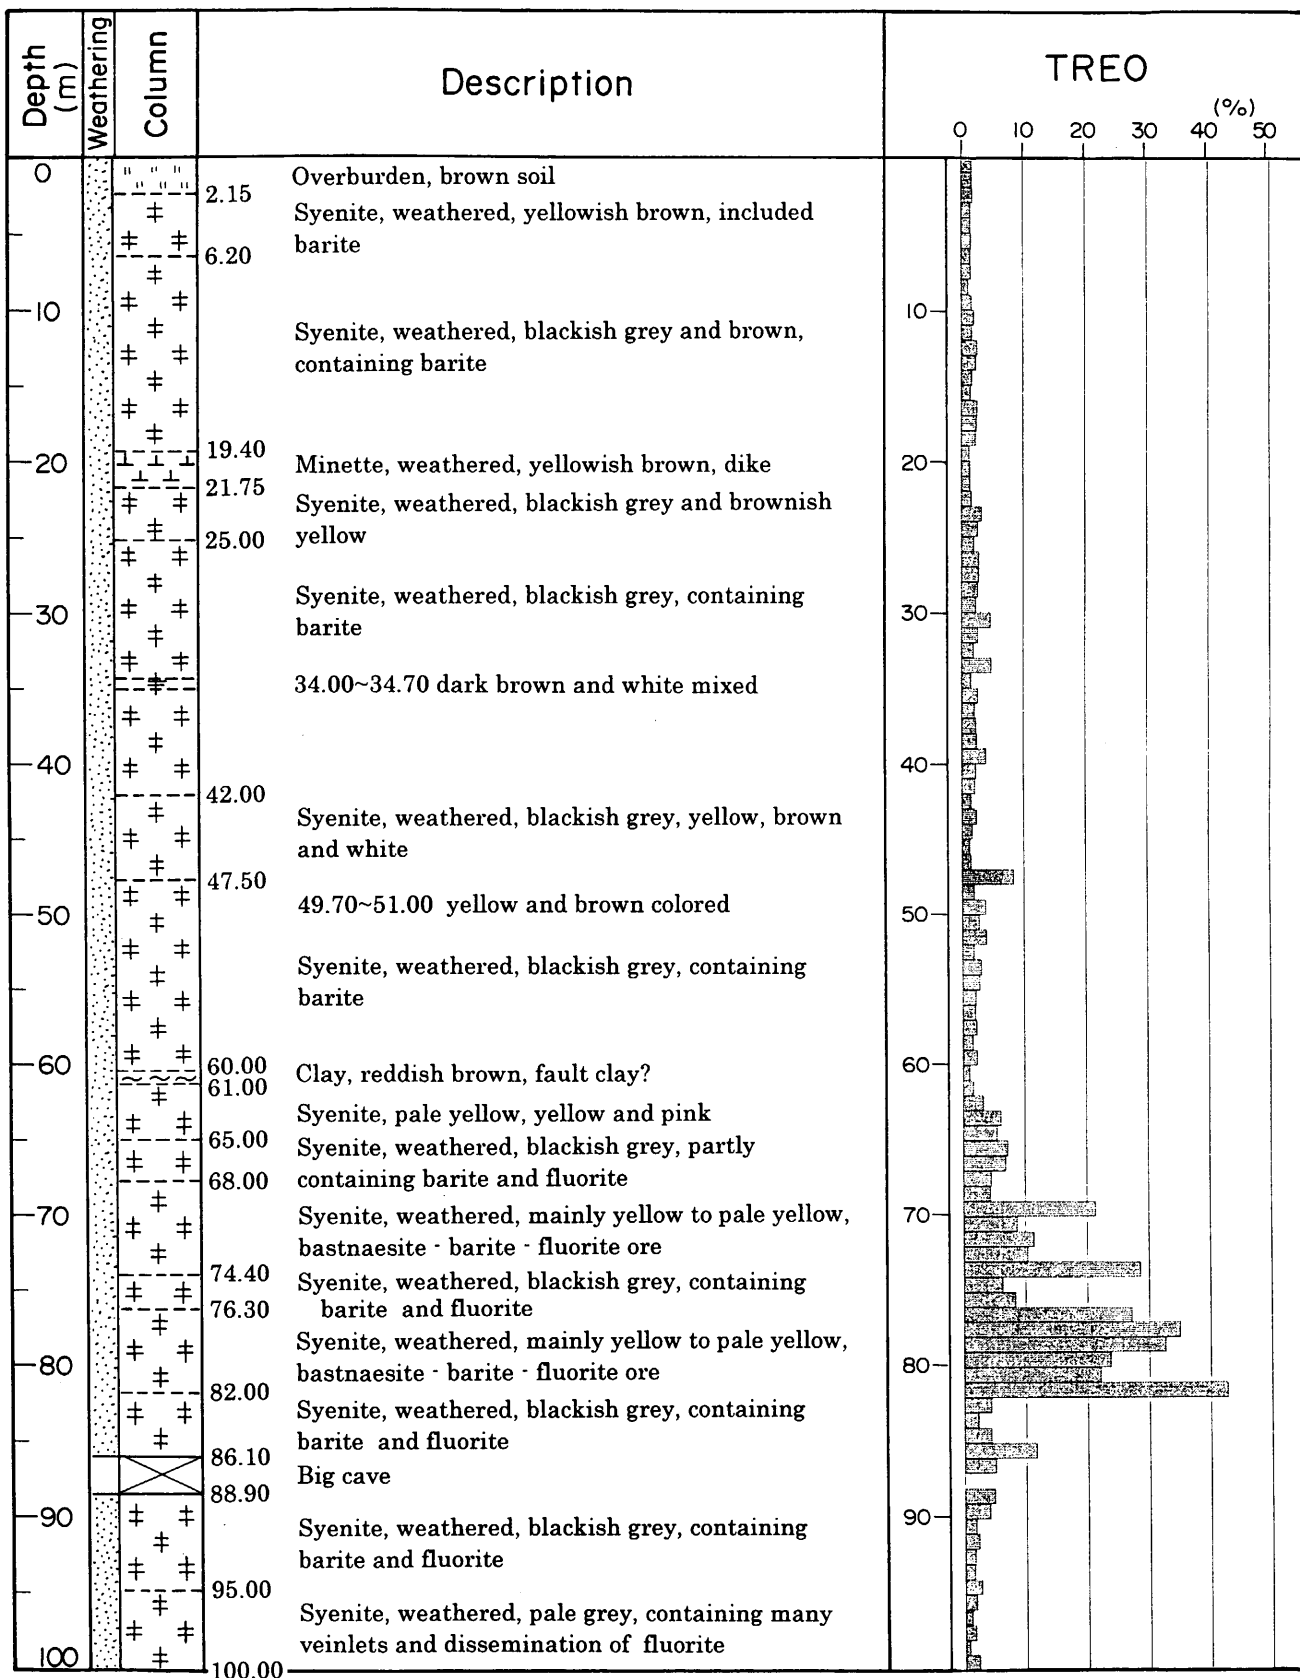 Depth (m)
Weathering
Column
Description
TREO
(%)
0 10 20 30 40 50
0
Overburden, brown soil
2.15
Syenite, weathered, yellowish brown, included
barite
6.20
10
10
Syenite, weathered, blackish grey and brown,
containing barite
19.40
20
Minette, weathered, yellowish brown, dike
20
21.75
Syenite, weathered, blackish grey and brownish
yellow
25.00
Syenite, weathered, blackish grey, containing
barite
30
30
34.00~34.70 dark brown and white mixed
40
40
42.00
Syenite, weathered, blackish grey, yellow, brown
and white
47.50
49.70~51.00 yellow and brown colored
50
50
Syenite, weathered, blackish grey, containing
barite
60
60.00
60
Clay, reddish brown, fault clay?
61.00
Syenite, pale yellow, yellow and pink
65.00
Syenite, weathered, blackish grey, partly
containing barite and fluorite
68.00
70
Syenite, weathered, mainly yellow to pale yellow,
70
bastnaesite - barite - fluorite ore
74.40
Syenite, weathered, blackish grey, containing
barite and fluorite
76.30
Syenite, weathered, mainly yellow to pale yellow,
bastnaesite - barite - fluorite ore
80
80
82.00
Syenite, weathered, blackish grey, containing
barite and fluorite
86.10
Big cave
88.90
90
90
Syenite, weathered, blackish grey, containing
barite and fluorite
95.00
Syenite, weathered, pale grey, containing many
veinlets and dissemination of fluorite
100
100.00